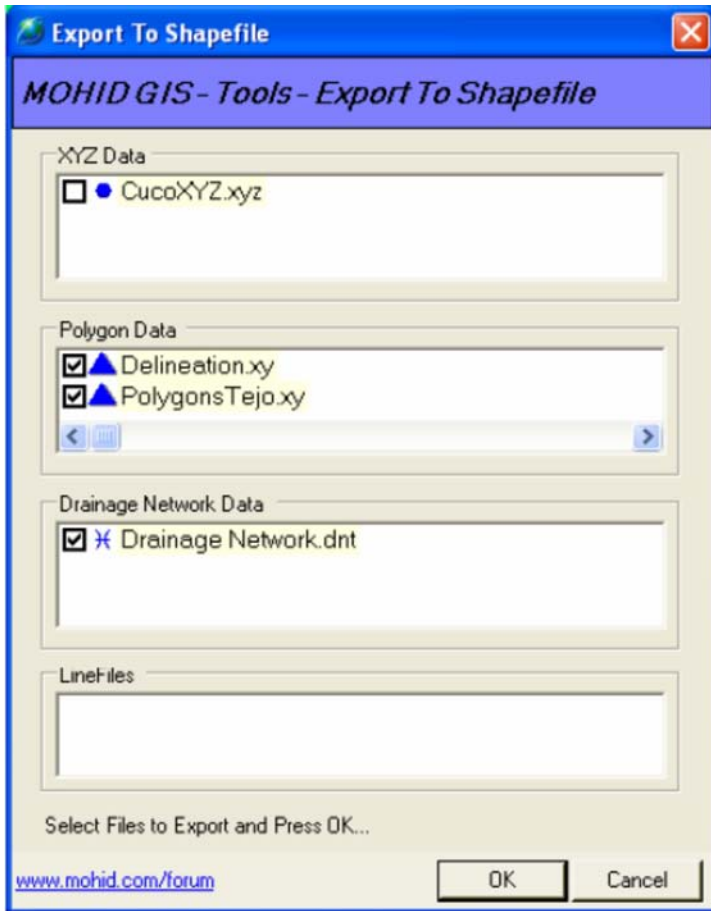 Export To Shapefile
MOHID GIS - Tools - Export To Shapefile
XYZ Data
CucoXYZ.xyz
Polygon Data
Delineation.xy
PolygonsTejo.xy
Drainage Network Data
Drainage Network.dnt
LineFiles
Select Files to Export and Press OK...
www.mohid.com/forum
OK
Cancel